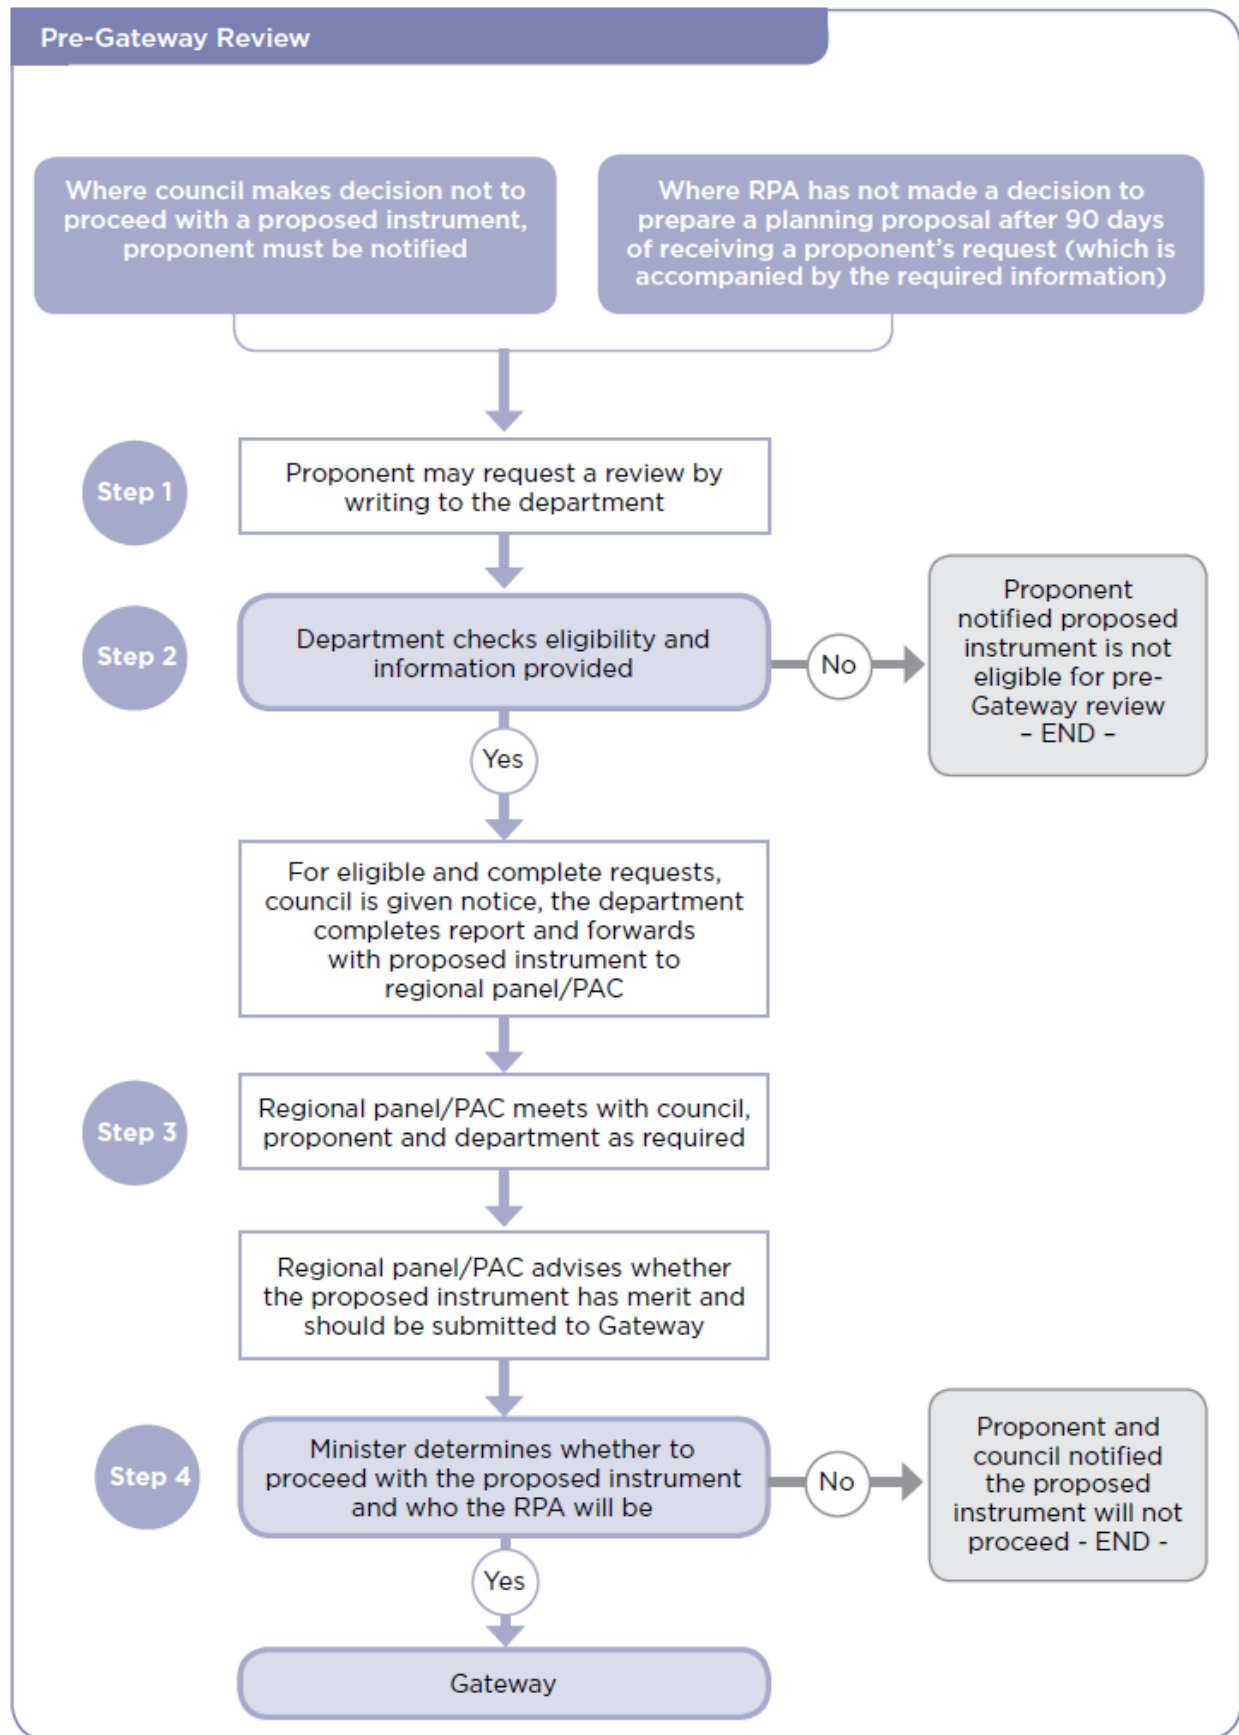 Pre-Gateway Review
Where council makes decision not to
proceed with a proposed instrument,
proponent must be notified
Where RPA has not made a decision to
prepare a planning proposal after 90 days
of receiving a proponent's request (which is
accompanied by the required information)
Step 1
Proponent may request a review by
writing to the department
Step 2
Department checks eligibility and
information provided
No
Proponent
notified proposed
instrument is not
eligible for pre-
Gateway review
– END –
Yes
For eligible and complete requests,
council is given notice, the department
completes report and forwards
with proposed instrument to
regional panel/PAC
Step 3
Regional panel/PAC meets with council,
proponent and department as required
Regional panel/PAC advises whether
the proposed instrument has merit and
should be submitted to Gateway
Step 4
Minister determines whether to
proceed with the proposed instrument
and who the RPA will be
No
Proponent and
council notified
the proposed
instrument will not
proceed - END -
Yes
Gateway